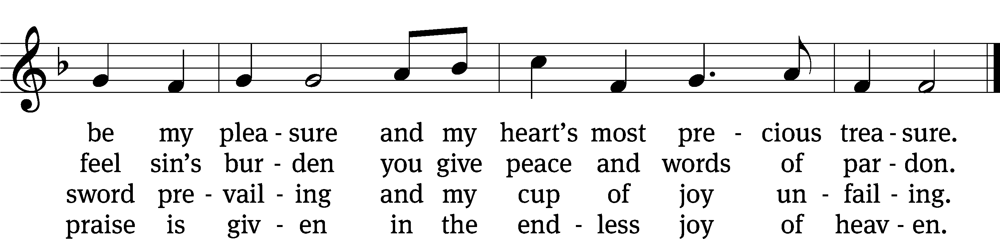 be my plea - sure and my heart’s most pre - cious trea - sure.
feel sin’s bur - den you give peace and words of par - don.
sword pre - vail - ing and my cup of joy un - fail - ing.
praise is giv - en in the end - less joy of heav - en.